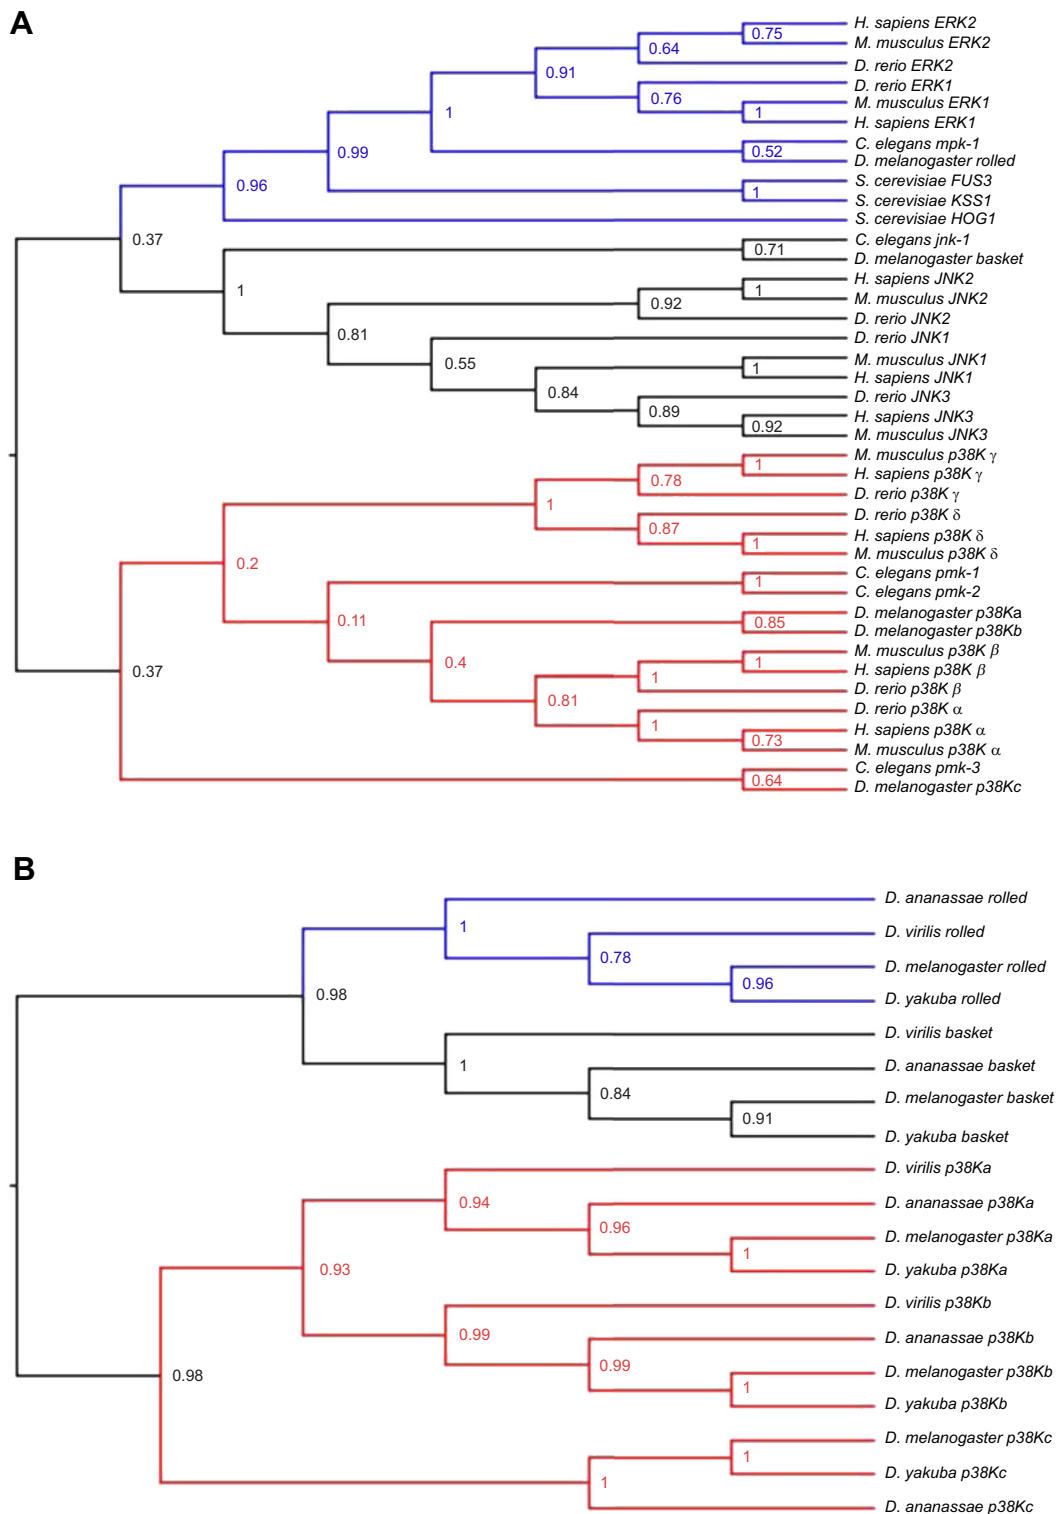 A
H. sapiens ERK2
0.75
M. musculus ERK2
0.64
D. rerio ERK2
0.91
D. rerio ERK1
0.76
M. musculus ERK1
1
H. sapiens ERK1
1
C. elegans mpk-1
0.52
D. melanogaster rolled
0.99
S. cerevisiae FUS3
0.96
1
S. cerevisiae KSS1
S. cerevisiae HOG1
0.37
C. elegans jnk-1
0.71
D. melanogaster basket
H. sapiens JNK2
1
1
M. musculus JNK2
0.92
D. rerio JNK2
0.81
D. rerio JNK1
0.55
M. musculus JNK1
1
H. sapiens JNK1
0.84
D. rerio JNK3
0.89
H. sapiens JNK3
0.92
M. musculus JNK3
M. musculus p38K γ
1
H. sapiens p38K γ
0.78
D. rerio p38K γ
1
D. rerio p38K δ
0.87
H. sapiens p38K δ
1
M. musculus p38K δ
0.2
C. elegans pmk-1
1
C. elegans pmk-2
D. melanogaster p38Ka
0.11
0.85
D. melanogaster p38Kb
M. musculus p38K β
0.4
1
H. sapiens p38K β
0.37
1
D. rerio p38K β
0.81
D. rerio p38K α
1
H. sapiens p38K α
0.73
M. musculus p38K α
C. elegans pmk-3
0.64
D. melanogaster p38Kc
B
D. ananassae rolled
1
D. virilis rolled
0.78
D. melanogaster rolled
0.96
0.98
D. yakuba rolled
D. virilis basket
1
D. ananassae basket
0.84
D. melanogaster basket
0.91
D. yakuba basket
D. virilis p38Ka
0.94
D. ananassae p38Ka
0.96
D. melanogaster p38Ka
1
0.93
D. yakuba p38Ka
D. virilis p38Kb
0.99
D. ananassae p38Kb
0.99
0.98
D. melanogaster p38Kb
1
D. yakuba p38Kb
D. melanogaster p38Kc
1
D. yakuba p38Kc
1
D. ananassae p38Kc